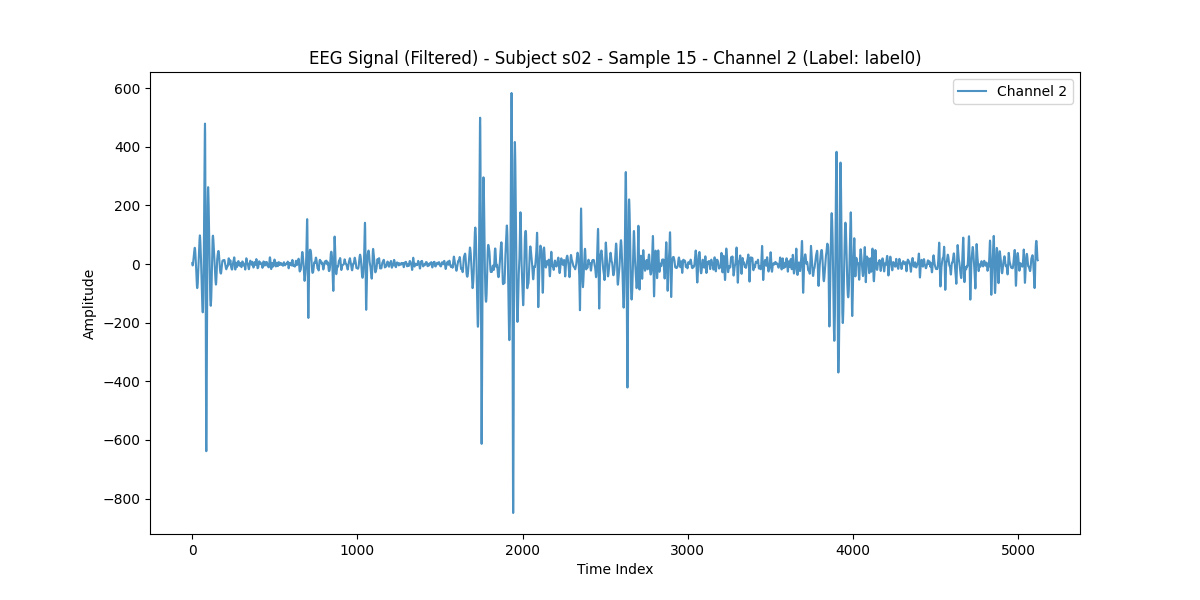 EEG Signal (Filtered) - Subject s02 - Sample 15 - Channel 2 (Label: label0)
Channel 2
600
400
200
0
−200
−400
−600
−800
Amplitude
0 1000 2000 3000 4000 5000
Time Index